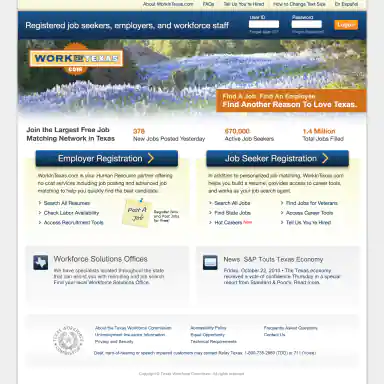 About WorkInTexas.com FAQs Tell Us You're Hired How to Change Text Size En Español
Registered job seekers, employers, and workforce staff
User ID Password
Login
Forgot User ID? Forgot Password
WORK IN TEXAS
.COM
Find A Job. Find An Employee.
Find Another Reason To Love Texas.
Join the Largest Free Job
Matching Network in Texas
378
New Jobs Posted Yesterday
670,000
Active Job Seekers
1.4 Million
Total Jobs Filled
Employer Registration
WorkInTexas.com is your Human Resource partner offering
no cost services including job posting and advanced job
matching to help you quickly find the best candidate.
Search All Resumes
Check Labor Availability
Access Recruitment Tools
Post A
Job
Register Now
and Post Jobs
for Free!
Job Seeker Registration
In addition to personalized job matching, WorkInTexas.com
helps you build a resume, provides access to career tools,
and works as your job search agent.
Search All Jobs
Find State Jobs
Hot Careers New
Find Jobs for Veterans
Access Career Tools
Tell Us You're Hired
Workforce Solutions Offices
We have specialists located throughout the state
that can assist you with recruiting and job search.
Find your local Workforce Solutions Office.
News S&P Touts Texas Economy
Friday, October 22, 2010 • The Texas economy
received a vote of confidence Thursday in a special
report from Standard & Poor's. Read more.
About the Texas Workforce Commission
Unemployment Insurance Information
Privacy and Security
Accessibility Policy
Equal Opportunity
Technical Requirements
Frequently Asked Questions
Contact Us
Deaf, hard-of-hearing or speech impaired customers may contact Relay Texas: 1-800-735-2989 (TDD) or 711 (Voice)